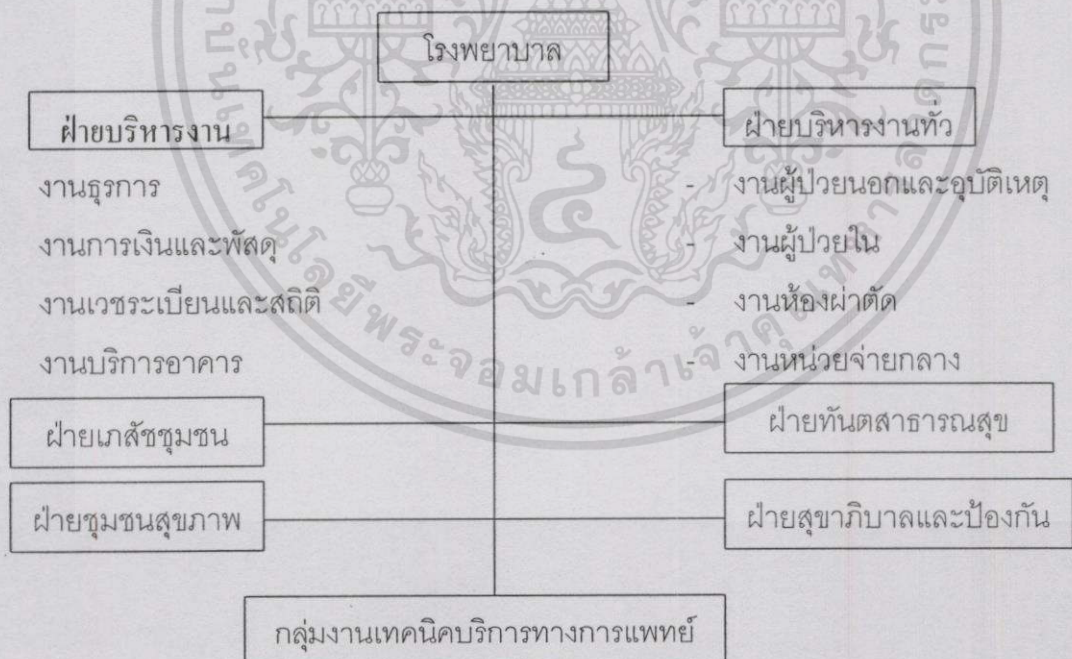 โรงพยาบาล
ฝ่ายบริหารงาน
งานธุรการ
งานการเงินและพัสดุ
งานเวชระเบียนและสถิติ
งานบริการอาคาร
ฝ่ายบริหารงานทั่ว
- งานผู้ป่วยนอกและอุบัติเหตุ
- งานผู้ป่วยใน
- งานห้องผ่าตัด
- งานหน่วยจ่ายกลาง
ฝ่ายเภสัชชุมชน
ฝ่ายทันตสาธารณสุข
ฝ่ายชุมชนสุขภาพ
ฝ่ายสุขาภิบาลและป้องกัน
กลุ่มงานเทคนิคบริการทางการแพทย์